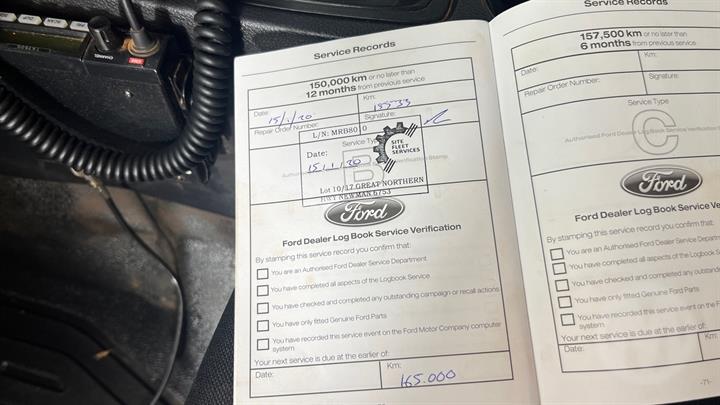 Service Records
150,000 km or no later than
12 months from previous service
Date: 15/1/20
Km:
Repair Order Number:
Signature:
L/N: MRB80 0
Service Type
B
SITE
FLEET
SERVICES
Date: 15/1/20
Lot 10/17 GREAT NORTHERN
HWY NEWMAN 6753
Ford
Ford Dealer Log Book Service Verification
By stamping this service record you confirm that:
You are an Authorised Ford Dealer Service Department
You have completed all aspects of the Logbook Service
You have checked and completed any outstanding campaign or recall actions
You have only fitted Genuine Ford Parts
You have recorded this service event on the Ford Motor Company computer
system
Your next service is due at the earlier of:
Date:
Km:
165.000
Service Records
157,500 km or no later than
6 months from previous service
Date:
Km:
Repair Order Number:
Signature:
Service Type
C
Authorised Ford Dealer Log Book Service Verification Stamp
Ford
Ford Dealer Log Book Service Ve
By stamping this service record you confirm that:
You are an Authorised Ford Dealer Service Depart
You have completed all aspects of the Logbook S
You have checked and completed any outstanding
You have only fitted Genuine Ford Parts
You have recorded this service event on the Fo
system
Your next service is due at the earlier of:
Date:
Km:
-71-